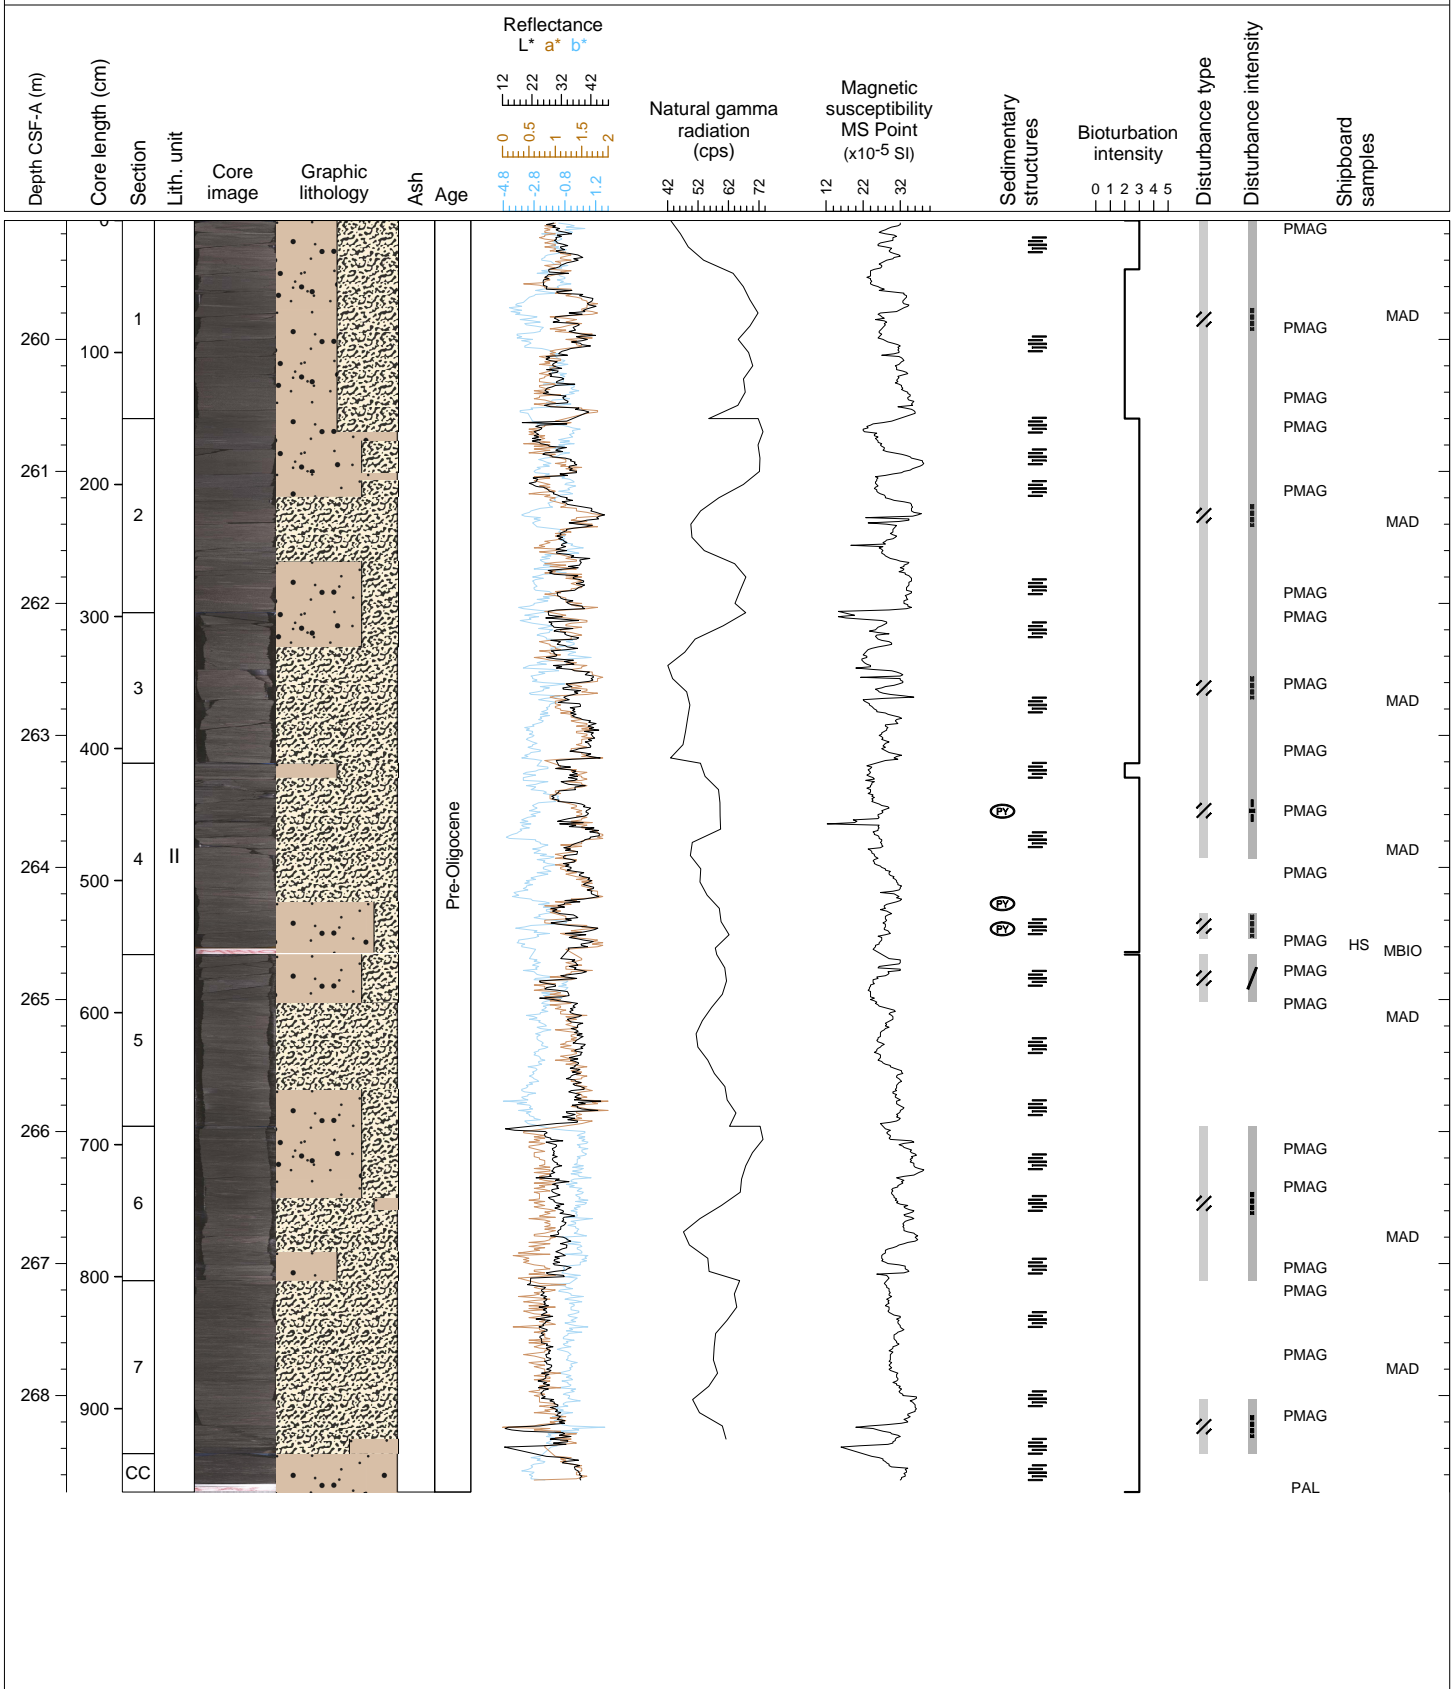 Depth CSF-A (m)
Core length (cm)
Section
Lith. unit
Core
image
Graphic
lithology
Ash
Age
Reflectance
L* a* b*
12 22 32 42
0 0.5 1 1.5 2
-4.8 -2.8 -0.8 1.2
Natural gamma
radiation
(cps)
42 52 62 72
Magnetic
susceptibility
MS Point
(x10-5 SI)
12 22 32
Sedimentary
structures
Bioturbation
intensity
0 1 2 3 4 5
Disturbance type
Disturbance intensity
Shipboard
samples
0
PMAG
1
MAD
260
PMAG
100
PMAG
PMAG
261
200
PMAG
2
MAD
262
PMAG
300
PMAG
3
PMAG
MAD
263
400
PMAG
PY
PMAG
4
II
MAD
264
500
PMAG
Pre-Oligocene
PY
PY
PMAG
HS
MBIO
PMAG
265
PMAG
600
MAD
5
266
700
PMAG
6
PMAG
MAD
267
PMAG
800
PMAG
7
PMAG
MAD
268
900
PMAG
CC
PAL